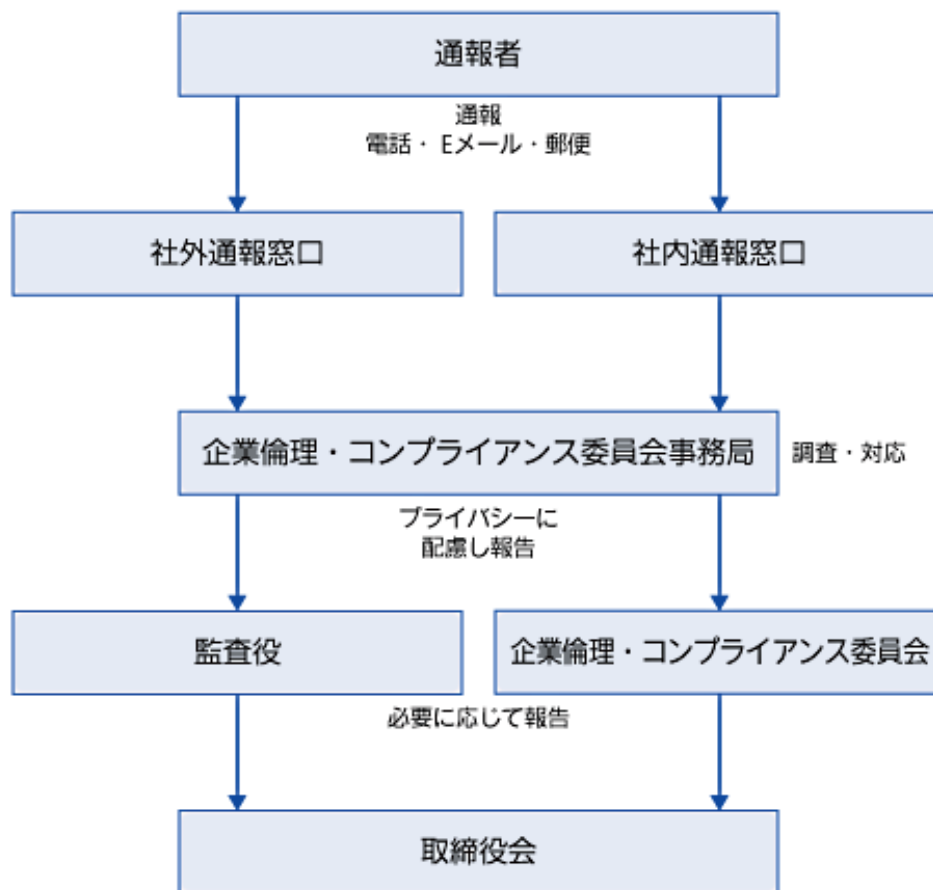 通報者
通報
電話・Eメール・郵便
社外通報窓口
社内通報窓口
企業倫理・コンプライアンス委員会事務局
調査・対応
プライバシーに
配慮し報告
監査役
企業倫理・コンプライアンス委員会
必要に応じて報告
取締役会